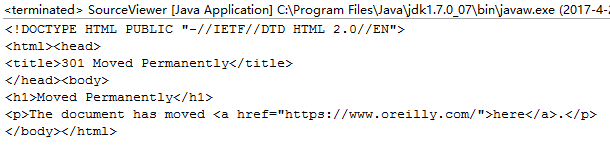 <terminated> SourceViewer [Java Application] C:\Program Files\Java\jdk1.7.0_07\bin\javaw.exe (2017-4-2
<!DOCTYPE HTML PUBLIC "-//IETF//DTD HTML 2.0//EN">
<html><head>
<title>301 Moved Permanently</title>
</head><body>
<h1>Moved Permanently</h1>
<p>The document has moved <a href="https://www.oreilly.com/">here</a>.</p>
</body></html>